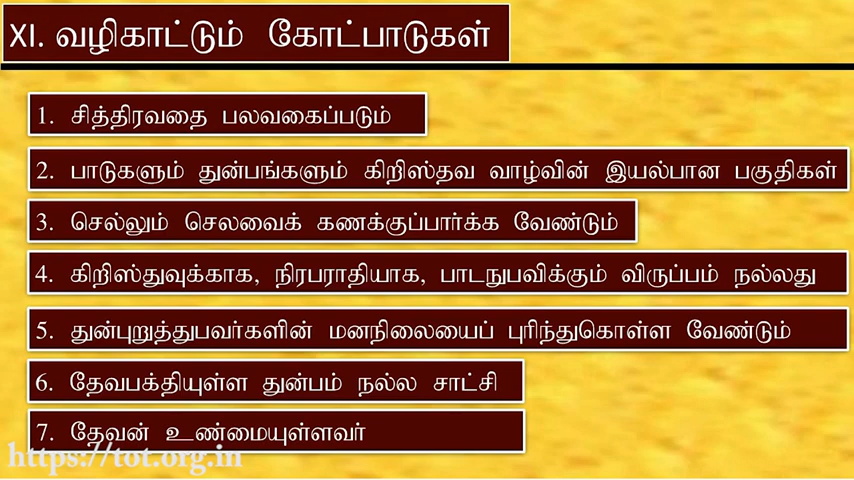 XI. வழிகாட்டும் கோட்பாடுகள்
1. சித்திரவதை பலவகைப்படும்
2. பாடுகளும் துன்பங்களும் கிறிஸ்தவ வாழ்வின் இயல்பான பகுதிகள்
3. செல்லும் செலவைக் கணக்குப்பார்க்க வேண்டும்
4. கிறிஸ்துவுக்காக, நிரபராதியாக, பாடநுபவிக்கும் விருப்பம் நல்லது
5. துன்புறுத்துபவர்களின் மனநிலையைப் புரிந்துகொள்ள வேண்டும்
6. தேவபக்தியுள்ள துன்பம் நல்ல சாட்சி
7. தேவன் உண்மையுள்ளவர்
https://tot.org.in